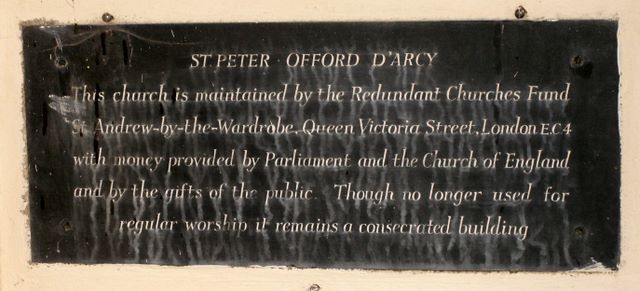 ST. PETER · OFFORD D'ARCY
This church is maintained by the Redundant Churches Fund
St Andrew-by-the-Wardrobe, Queen Victoria Street, London E.C.4
with money provided by Parliament and the Church of England
and by the gifts of the public. Though no longer used for
regular worship it remains a consecrated building